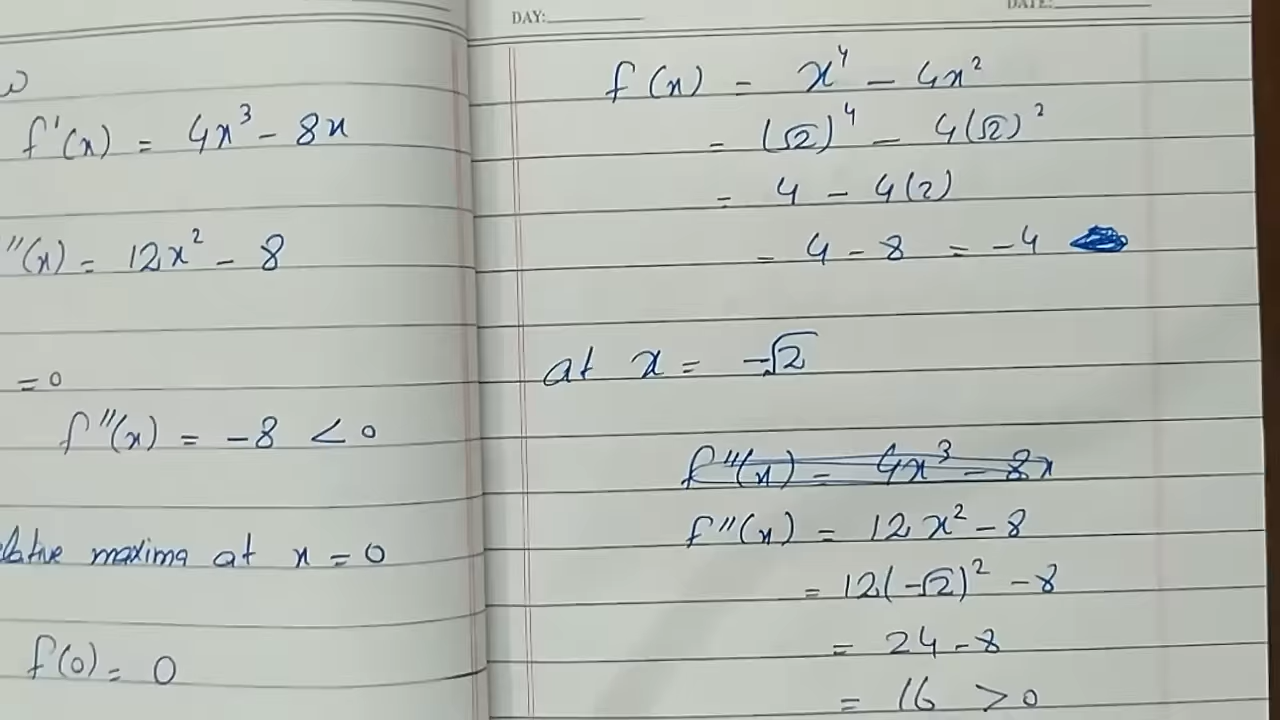 f'(x) = 4x³ - 8x
''(x) = 12x² - 8
= 0
f''(x) = -8 < 0
lative maxima at x = 0
f(0) = 0
DAY:
DATE:
f(x) = x⁴ - 4x²
= (√2)⁴ - 4(√2)²
= 4 - 4(2)
= 4 - 8 = -4
at x = -√2
f''(x) = 4x³ - 8x
f''(x) = 12x² - 8
= 12(-√2)² - 8
= 24 - 8
= 16 > 0